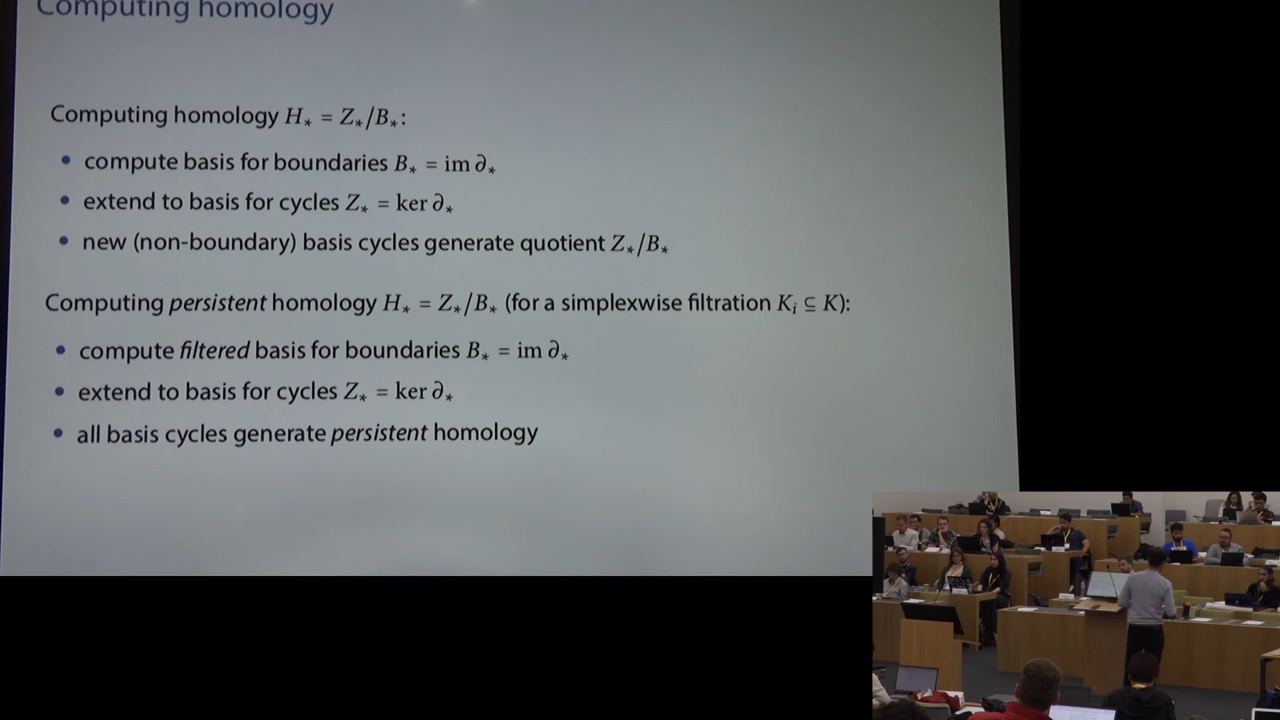 Computing homology
Computing homology H∗ = Z∗/B∗:
• compute basis for boundaries B∗ = im ∂∗
• extend to basis for cycles Z∗ = ker ∂∗
• new (non-boundary) basis cycles generate quotient Z∗/B∗
Computing persistent homology H∗ = Z∗/B∗ (for a simplexwise filtration Kᵢ ⊆ K):
• compute filtered basis for boundaries B∗ = im ∂∗
• extend to basis for cycles Z∗ = ker ∂∗
• all basis cycles generate persistent homology